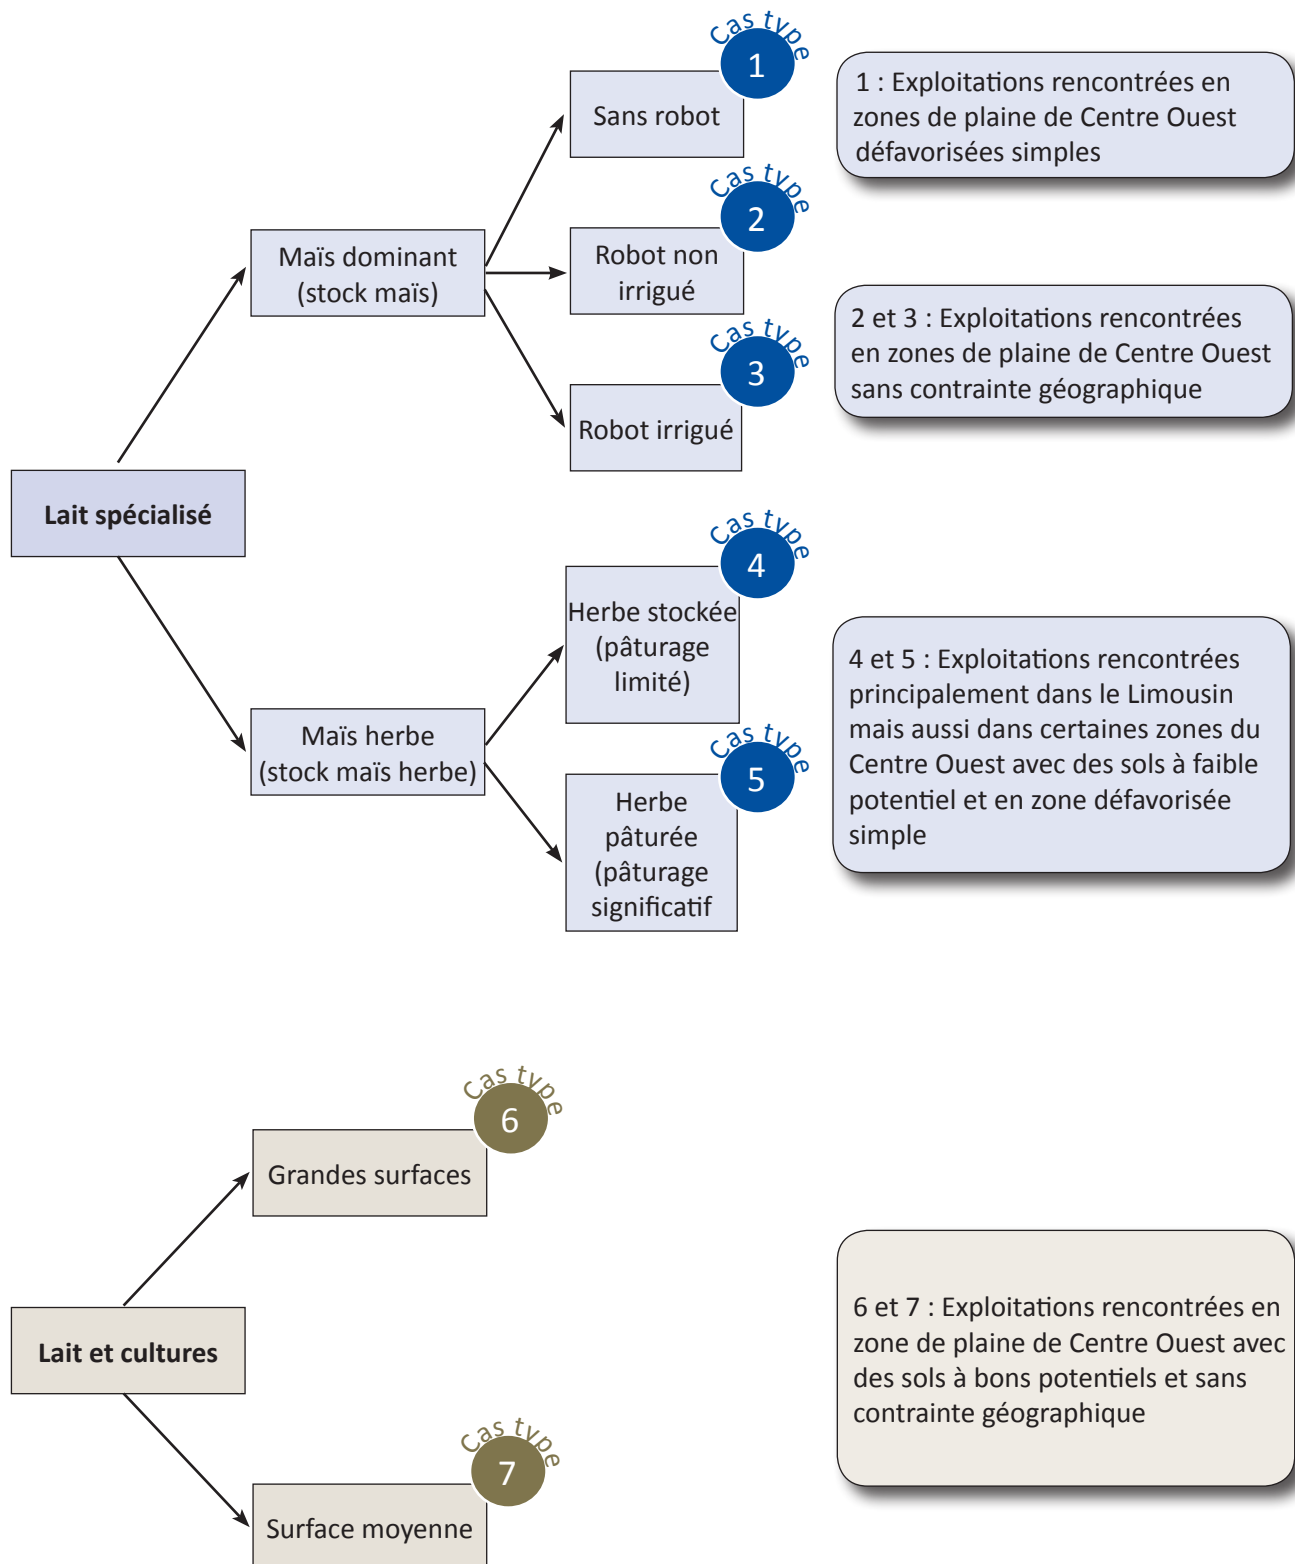 Cas type
1
Sans robot
1 : Exploitations rencontrées en
zones de plaine de Centre Ouest
défavorisées simples
Cas type
2
Maïs dominant
(stock maïs)
Robot non
irrigué
2 et 3 : Exploitations rencontrées
en zones de plaine de Centre Ouest
sans contrainte géographique
Cas type
3
Robot irrigué
Lait spécialisé
Cas type
4
Herbe stockée
(pâturage
limité)
4 et 5 : Exploitations rencontrées
principalement dans le Limousin
mais aussi dans certaines zones du
Centre Ouest avec des sols à faible
potentiel et en zone défavorisée
simple
Maïs herbe
(stock maïs herbe)
Cas type
5
Herbe
pâturée
(pâturage
significatif
Cas type
6
Grandes surfaces
Lait et cultures
6 et 7 : Exploitations rencontrées en
zone de plaine de Centre Ouest avec
des sols à bons potentiels et sans
contrainte géographique
Cas type
7
Surface moyenne